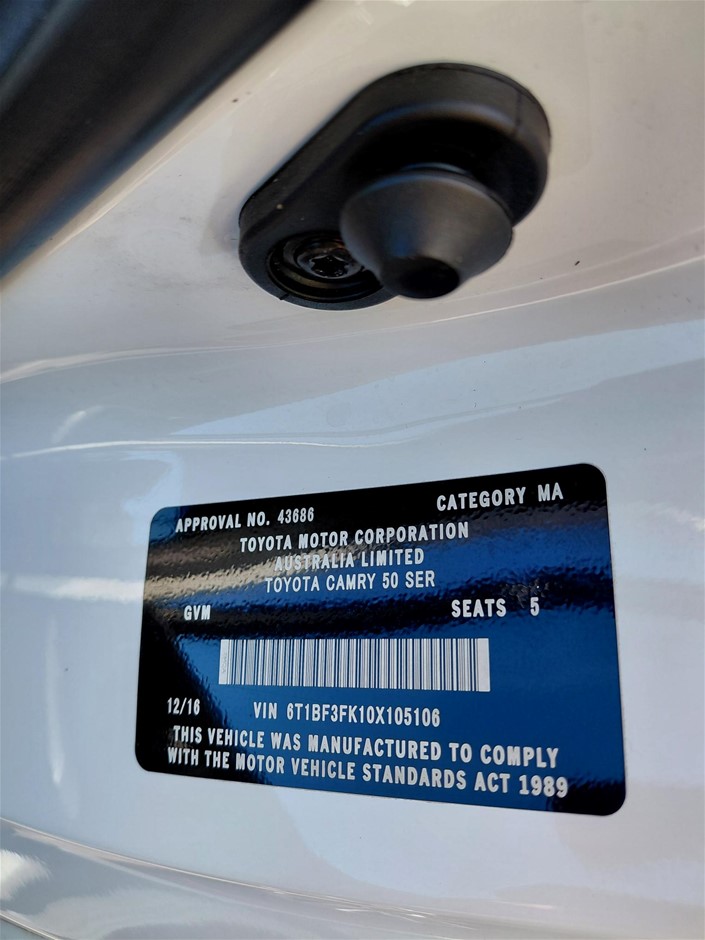 APPROVAL NO. 43686 CATEGORY MA
TOYOTA MOTOR CORPORATION
AUSTRALIA LIMITED
TOYOTA CAMRY 50 SER
GVM SEATS 5
12/16 VIN 6T1BF3FK10X105106
THIS VEHICLE WAS MANUFACTURED TO COMPLY
WITH THE MOTOR VEHICLE STANDARDS ACT 1989